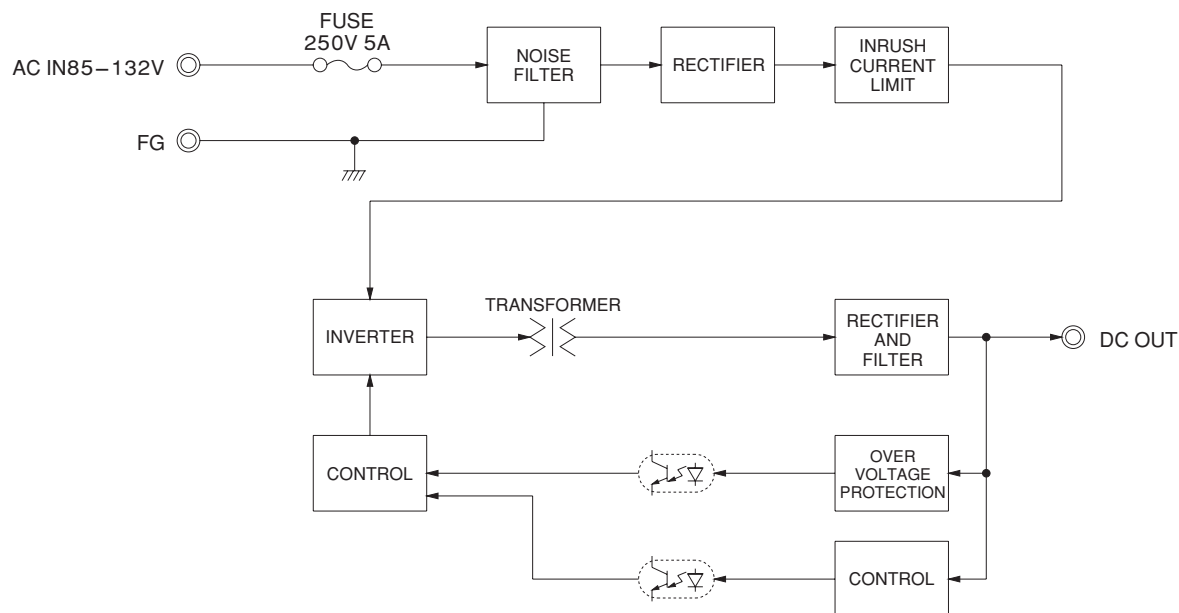 FUSE
250V 5A
AC IN85–132V
NOISE
FILTER
RECTIFIER
INRUSH
CURRENT
LIMIT
FG
INVERTER
TRANSFORMER
RECTIFIER
AND
FILTER
DC OUT
CONTROL
OVER
VOLTAGE
PROTECTION
CONTROL